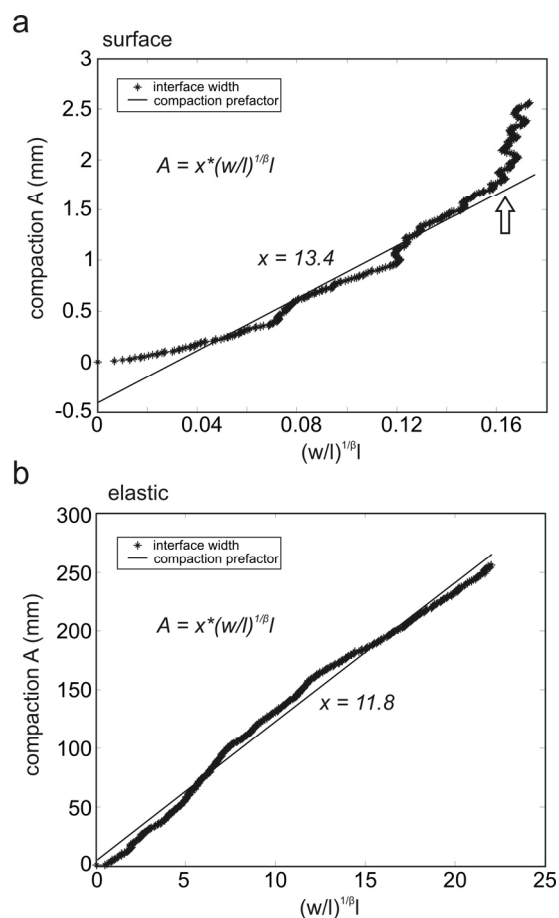 a
surface
3
2.5
2
1.5
1
0.5
0
-0.5
interface width
compaction prefactor
A = x*(w/l)^{1/β}l
x = 13.4
compaction A (mm)
0 0.04 0.08 0.12 0.16
(w/l)^{1/β}l
b
elastic
300
250
200
150
100
50
0
interface width
compaction prefactor
A = x*(w/l)^{1/β}l
x = 11.8
compaction A (mm)
0 5 10 15 20 25
(w/l)^{1/β}l